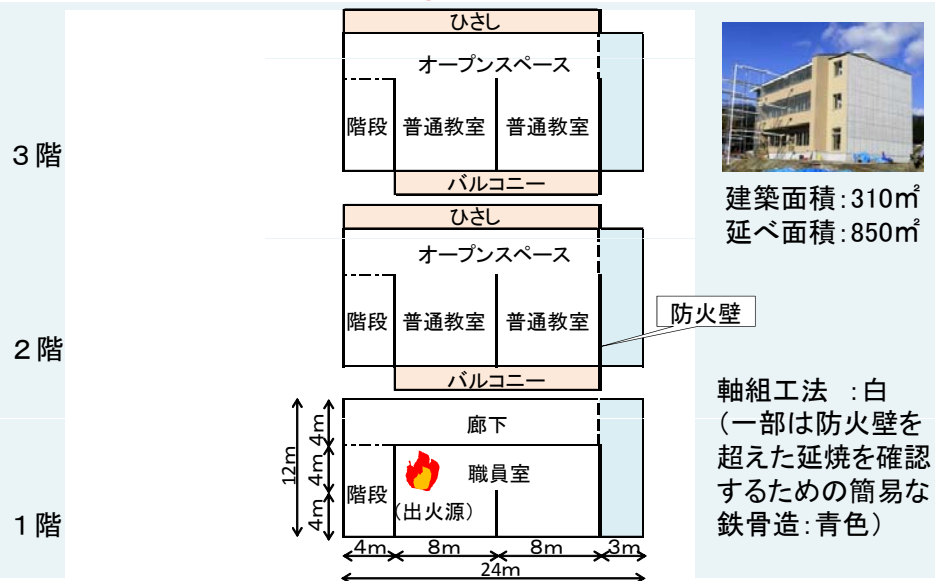 ひさし
オープンスペース
階段 普通教室 普通教室
バルコニー
3階
ひさし
オープンスペース
階段 普通教室 普通教室
バルコニー
2階
防火壁
廊下
職員室
階段
(出火源)
1階
12m
4m
4m
4m
4m 8m 8m 3m
24m
建築面積:310㎡
延べ面積:850㎡
軸組工法 :白
(一部は防火壁を
超えた延焼を確認
するための簡易な
鉄骨造:青色)